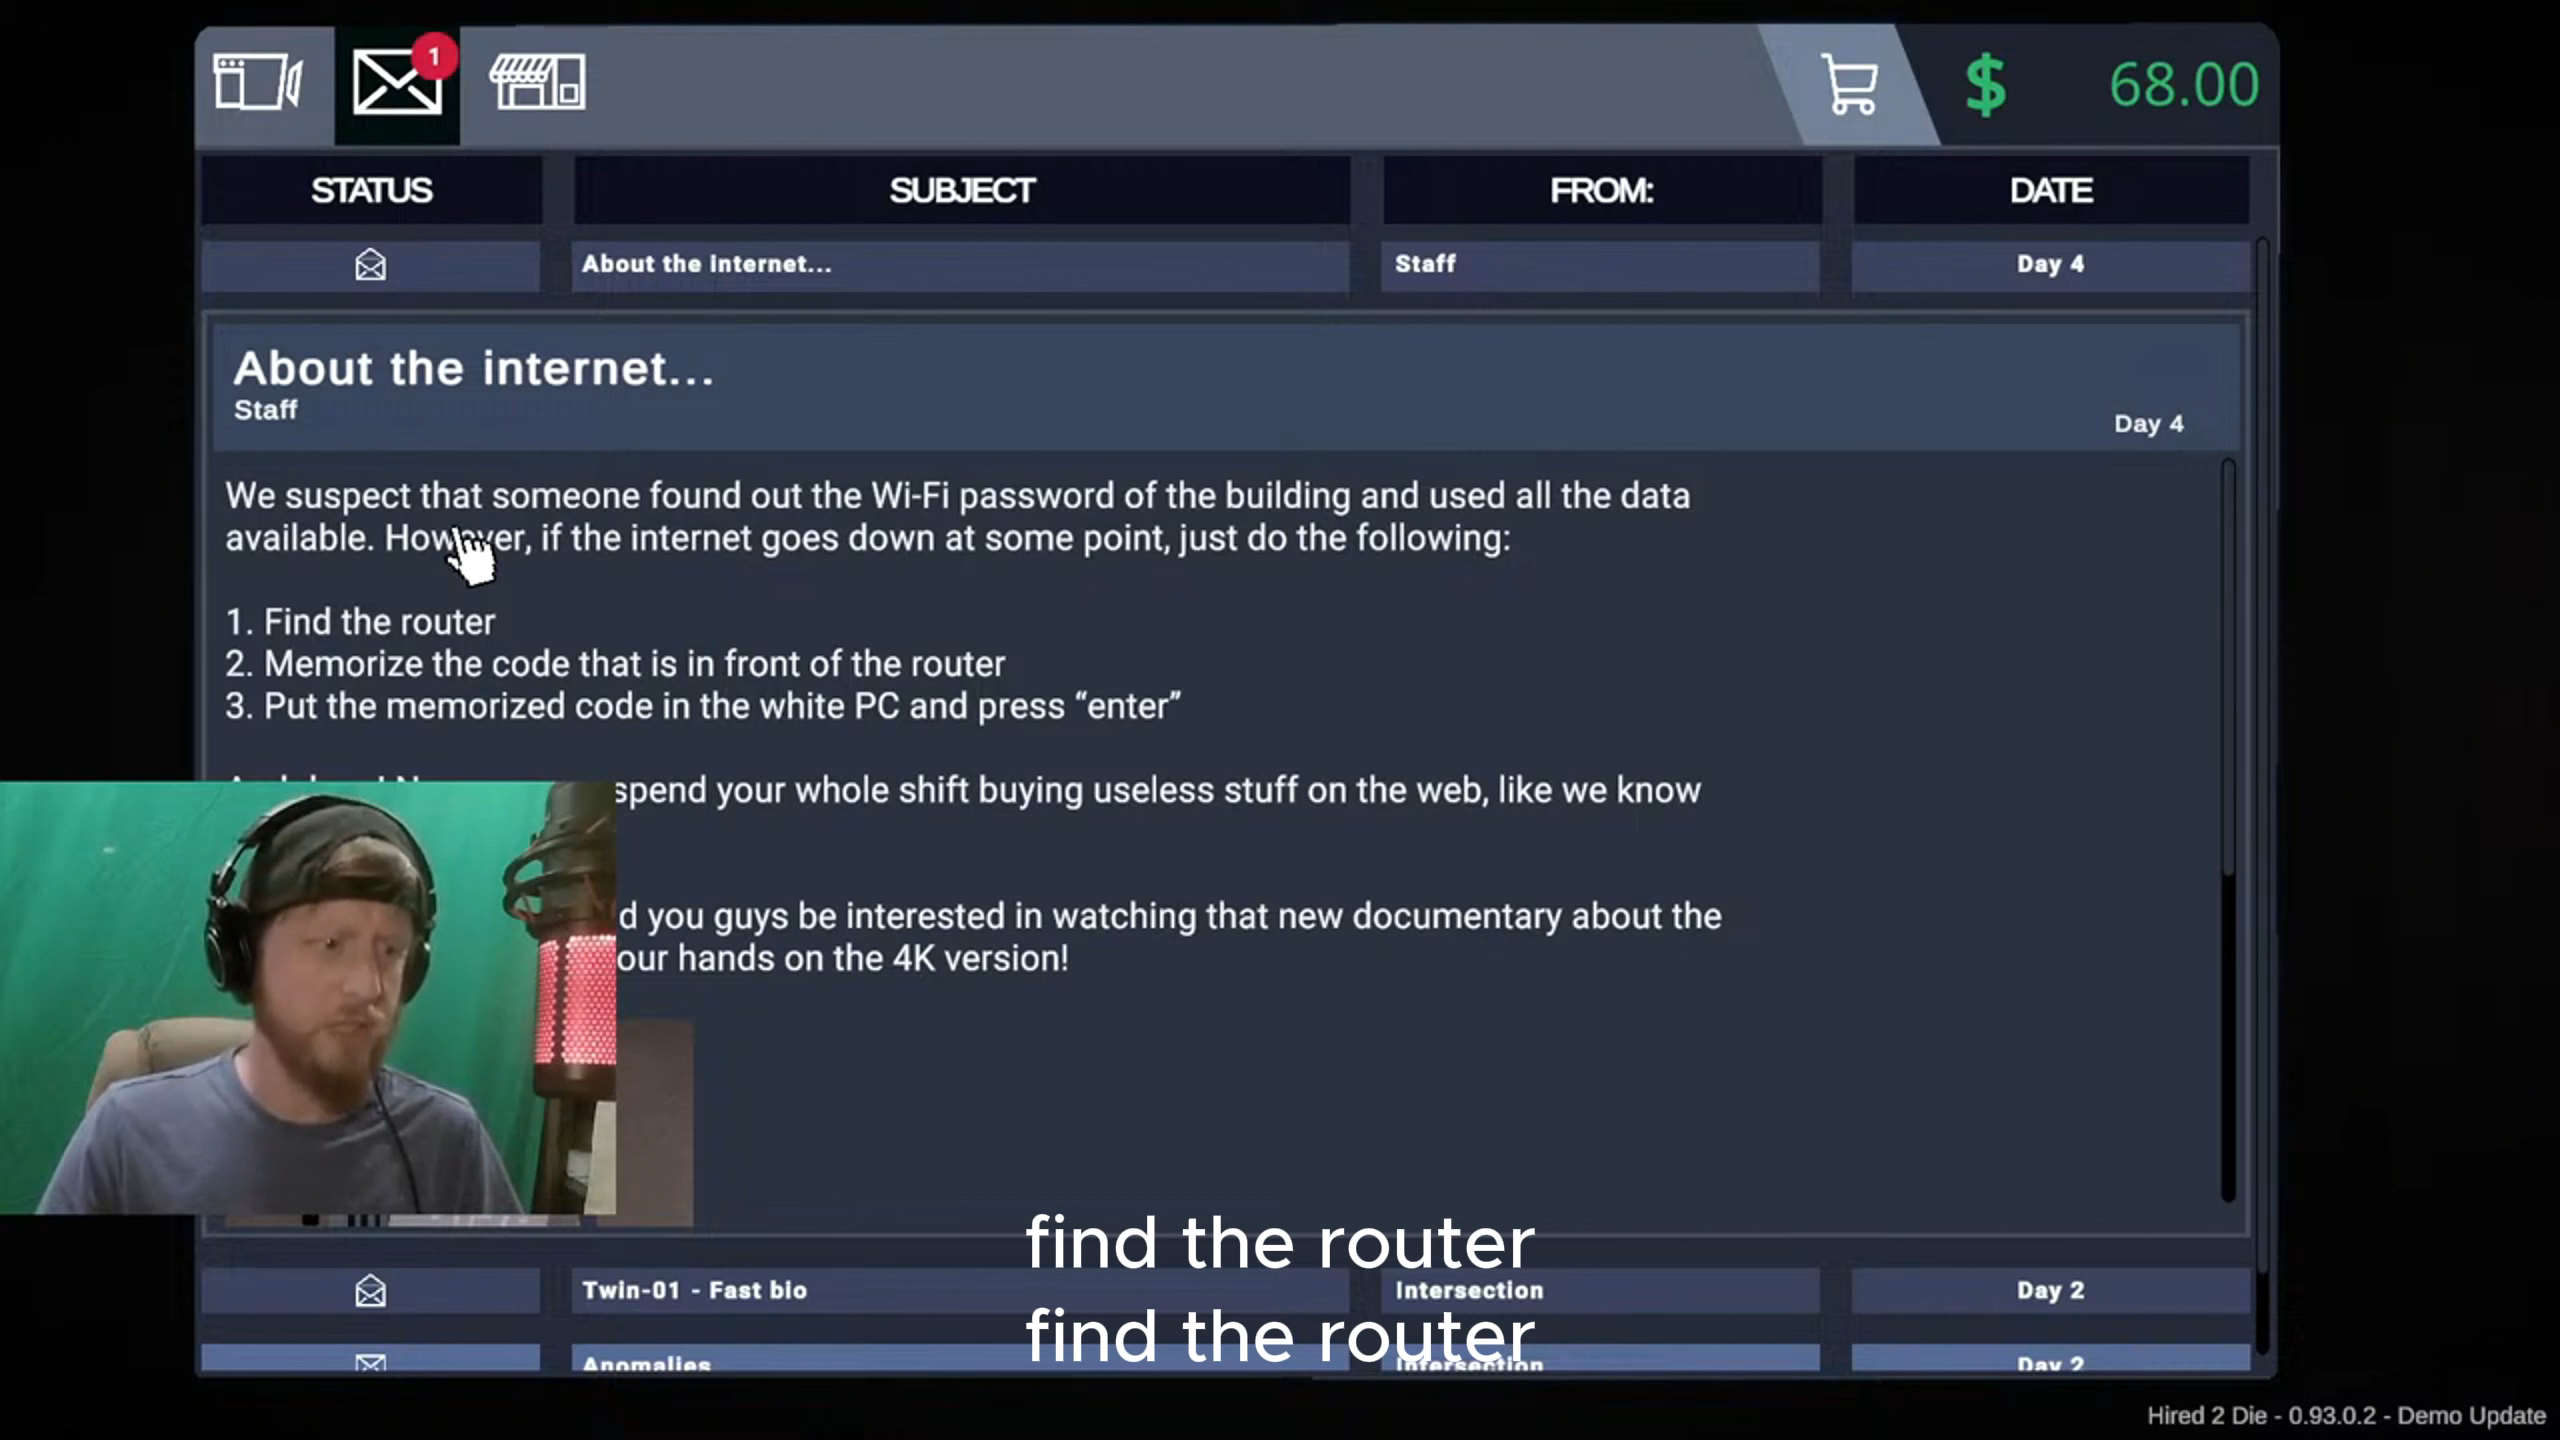 1
$ 68.00
STATUS SUBJECT FROM: DATE
About the internet... Staff Day 4
About the internet...
Staff
Day 4
We suspect that someone found out the Wi-Fi password of the building and used all the data
available. However, if the internet goes down at some point, just do the following:
1. Find the router
2. Memorize the code that is in front of the router
3. Put the memorized code in the white PC and press “enter”
spend your whole shift buying useless stuff on the web, like we know
you guys be interested in watching that new documentary about the
our hands on the 4K version!
find the router
Twin-01 - Fast bio Intersection Day 2
find the router
Anomalies Intersection Day 2
Hired 2 Die - 0.93.0.2 - Demo Update